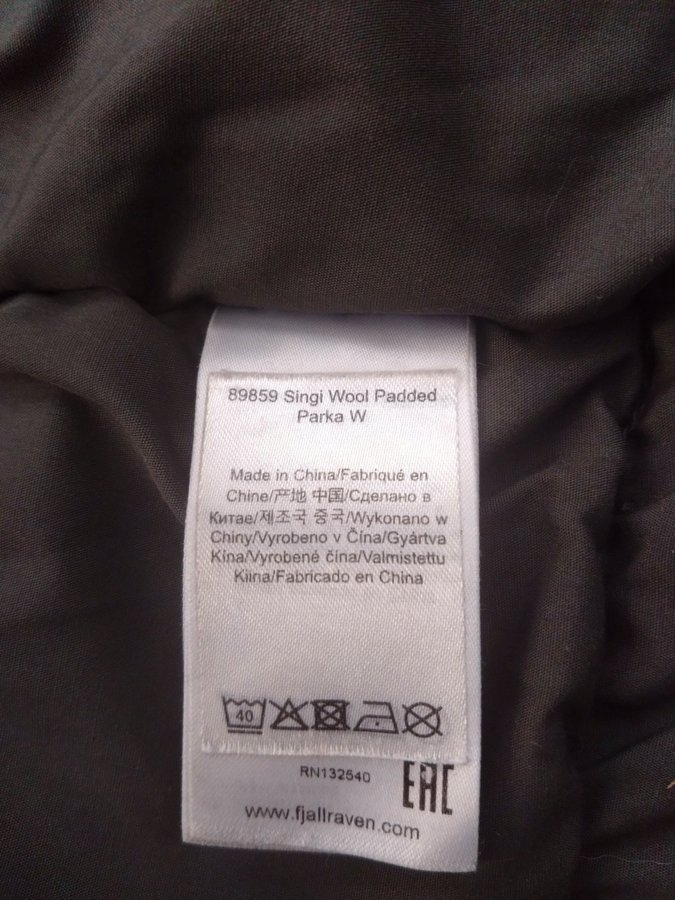 89859 Singi Wool Padded
Parka W
Made in China/Fabriqué en
Chine/产地 中国/Сделано в
Китае/제조국 중국/Wykonano w
Chiny/Vyrobeno v Čína/Gyártva
Kína/Vyrobené čína/Valmistettu
Kiina/Fabricado en China
40
RN132540
EAC
www.fjallraven.com